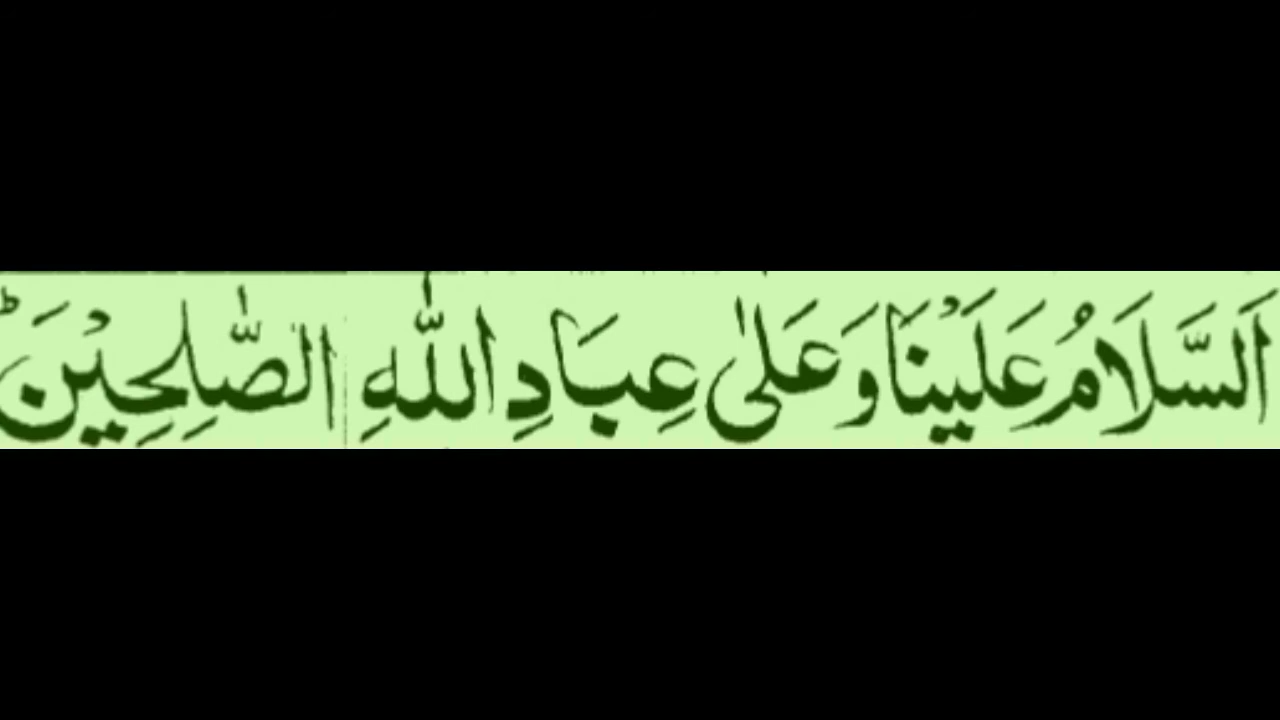 اَلسَّلَامُ عَلَيْنَا وَعَلٰى عِبَادِ اللّٰهِ الصّٰلِحِيْنَ ؕ